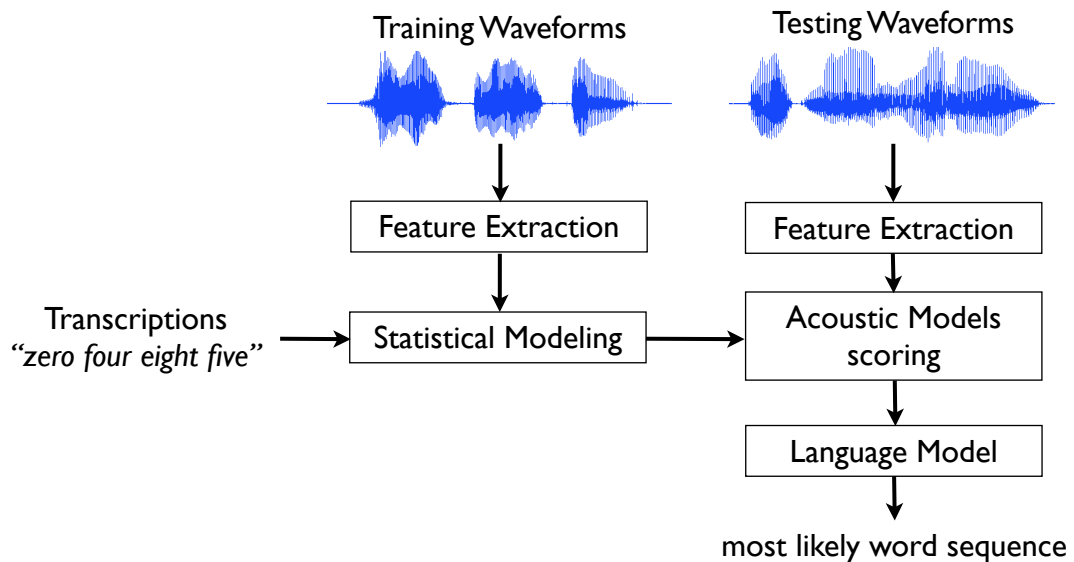 Training Waveforms
Testing Waveforms
Feature Extraction
Feature Extraction
Transcriptions
“zero four eight five”
Statistical Modeling
Acoustic Models
scoring
Language Model
most likely word sequence